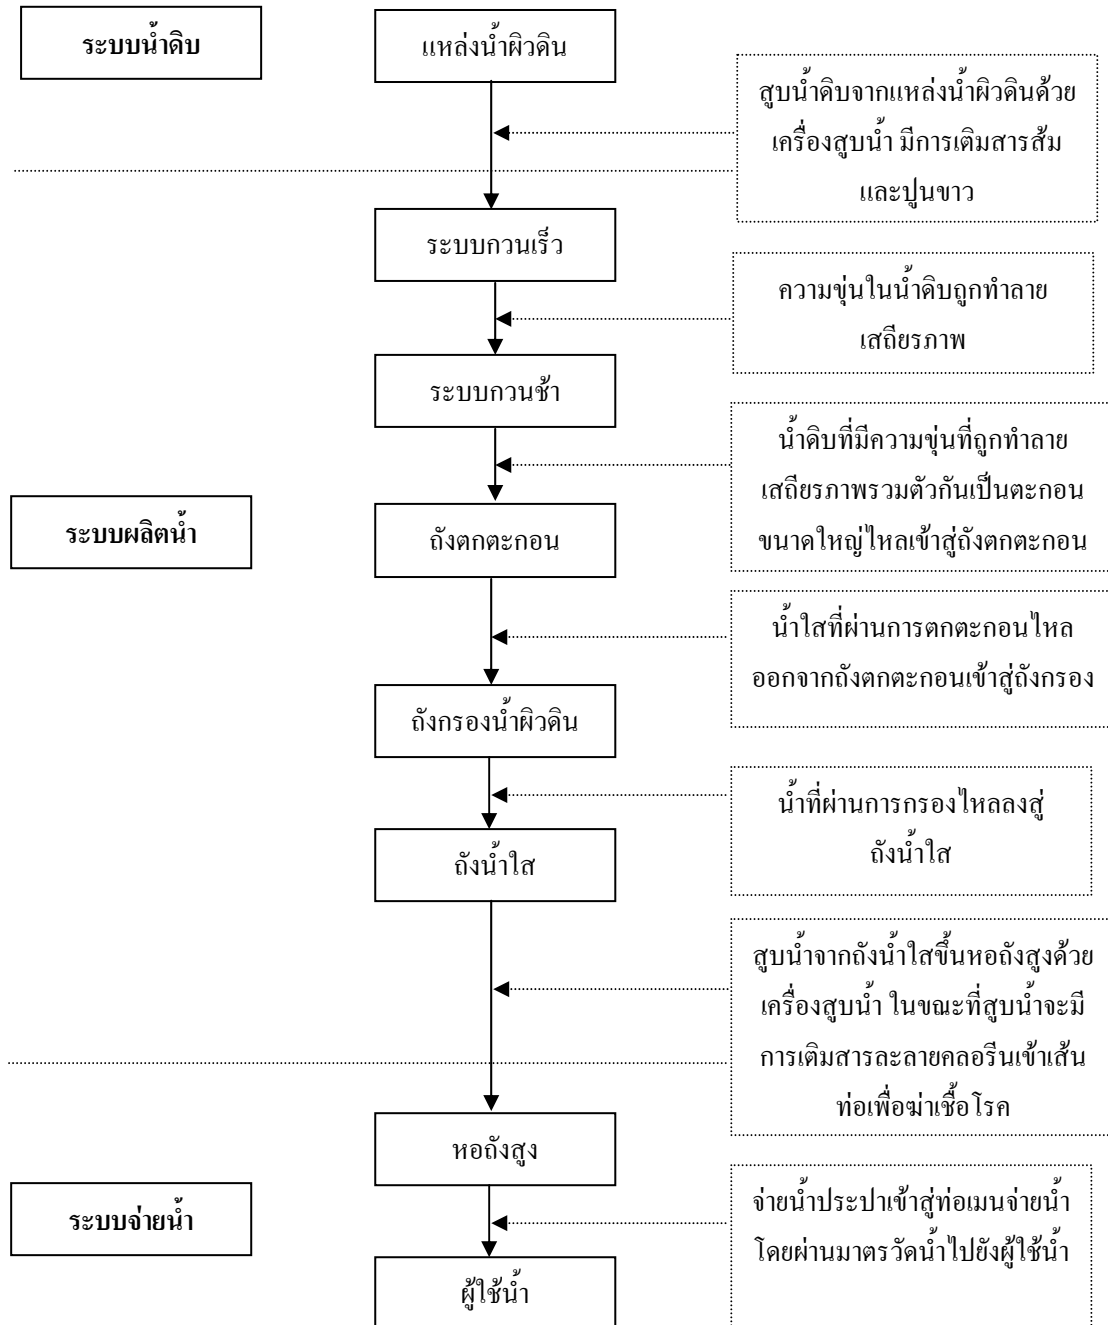 ระบบน้ำดิบ
แหล่งน้ำผิวดิน
สูบน้ำดิบจากแหล่งน้ำผิวดินด้วย
เครื่องสูบน้ำ มีการเติมสารส้ม
และปูนขาว
ระบบกวนเร็ว
ความขุ่นในน้ำดิบถูกทำลาย
เสถียรภาพ
ระบบกวนช้า
น้ำดิบที่มีความขุ่นที่ถูกทำลาย
เสถียรภาพรวมตัวกันเป็นตะกอน
ขนาดใหญ่ไหลเข้าสู่ถังตกตะกอน
ระบบผลิตน้ำ
ถังตกตะกอน
น้ำใสที่ผ่านการตกตะกอนไหล
ออกจากถังตกตะกอนเข้าสู่ถังกรอง
ถังกรองน้ำผิวดิน
น้ำที่ผ่านการกรองไหลลงสู่
ถังน้ำใส
ถังน้ำใส
สูบน้ำจากถังน้ำใสขึ้นหอถังสูงด้วย
เครื่องสูบน้ำ ในขณะที่สูบน้ำจะมี
การเติมสารละลายคลอรีนเข้าเส้น
ท่อเพื่อฆ่าเชื้อโรค
หอถังสูง
ระบบจ่ายน้ำ
จ่ายน้ำประปาเข้าสู่ท่อเมนจ่ายน้ำ
โดยผ่านมาตรวัดน้ำไปยังผู้ใช้น้ำ
ผู้ใช้น้ำ